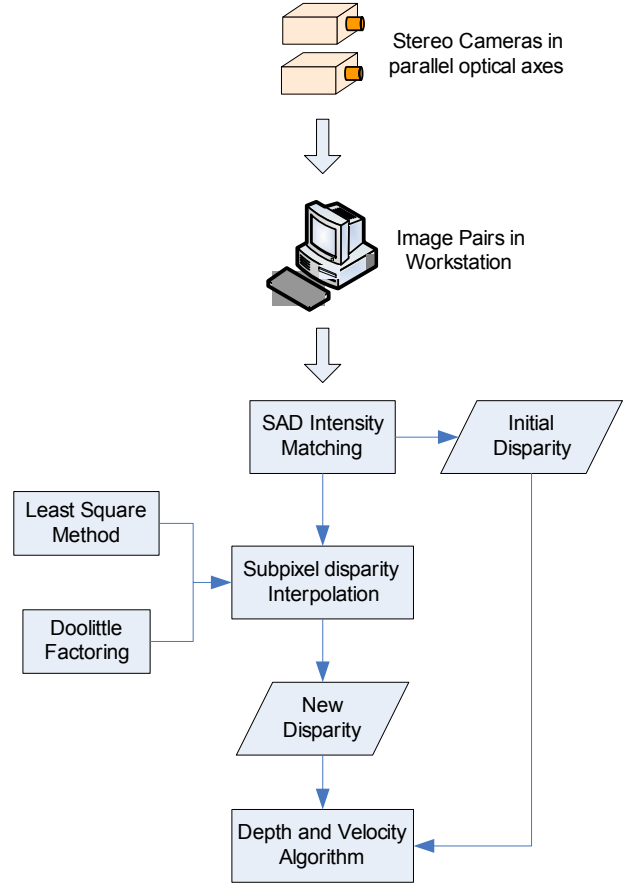 Stereo Cameras in
parallel optical axes
Image Pairs in
Workstation
SAD Intensity
Matching
Initial
Disparity
Least Square
Method
Subpixel disparity
Interpolation
Doolittle
Factoring
New
Disparity
Depth and Velocity
Algorithm